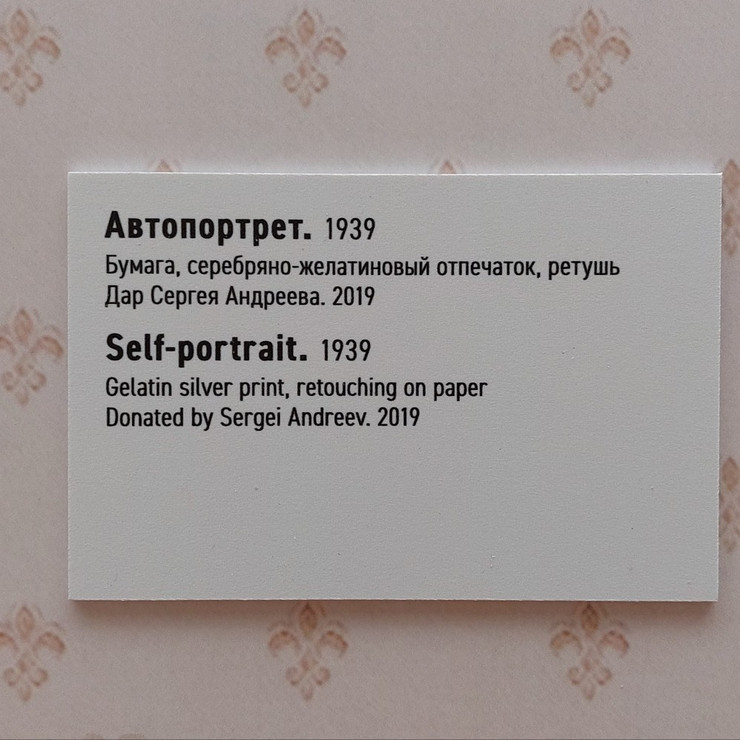 Автопортрет. 1939
Бумага, серебряно-желатиновый отпечаток, ретушь
Дар Сергея Андреева. 2019
Self-portrait. 1939
Gelatin silver print, retouching on paper
Donated by Sergei Andreev. 2019